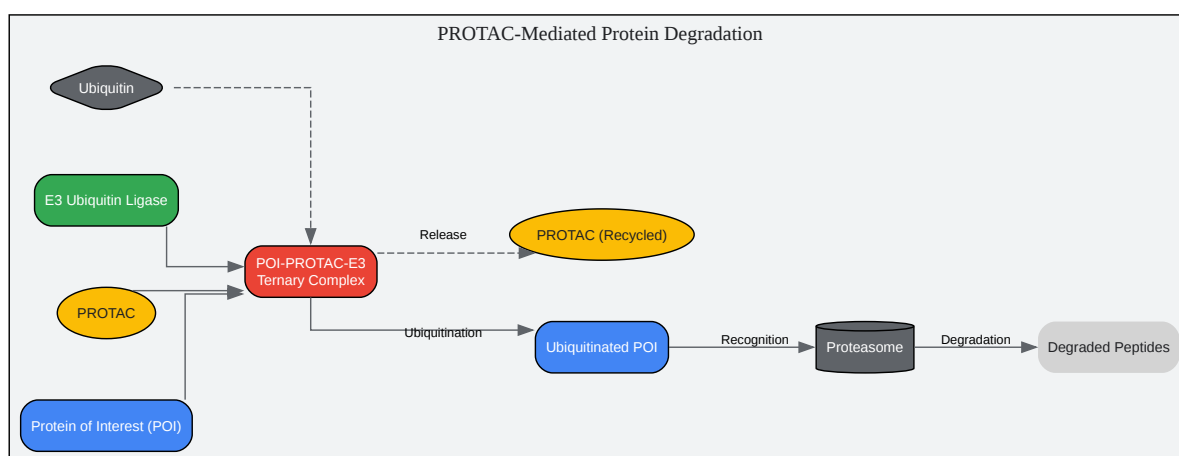 PROTAC-Mediated Protein Degradation
Ubiquitin
E3 Ubiquitin Ligase
Release
PROTAC (Recycled)
POI-PROTAC-E3
Ternary Complex
PROTAC
Ubiquitination
Ubiquitinated POI
Recognition
Proteasome
Degradation
Degraded Peptides
Protein of Interest (POI)